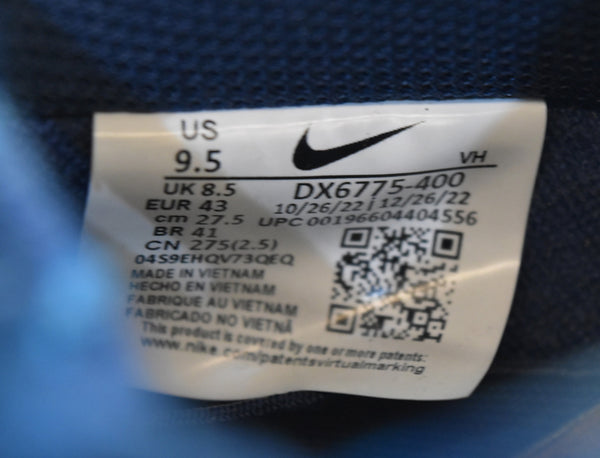 US
9.5
VH
UK 8.5
DX6775-400
EUR 43
10/26/22 | 12/26/22
cm 27.5
UPC 00196604404556
BR 41
CN 275(2.5)
04S9EHQV73QEQ
MADE IN VIETNAM
HECHO EN VIETNAM
FABRIQUE AU VIETNAM
FABRICADO NO VIETNÃ
This product is covered by one or more patents:
www.nike.com/patentsvirtualmarking